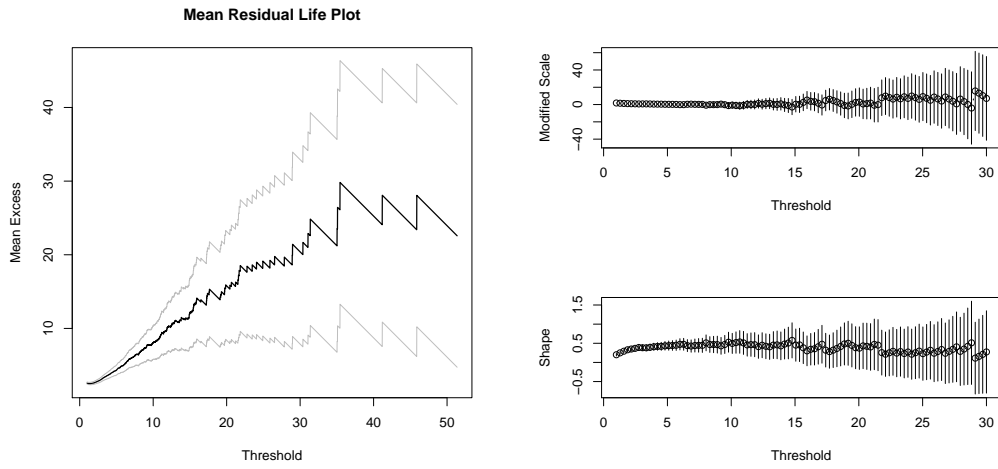 Mean Residual Life Plot
Mean Excess
10 20 30 40
0 10 20 30 40 50
Threshold
Modified Scale
−40 0 40
0 5 10 15 20 25 30
Threshold
Shape
−0.5 0.5 1.5
0 5 10 15 20 25 30
Threshold